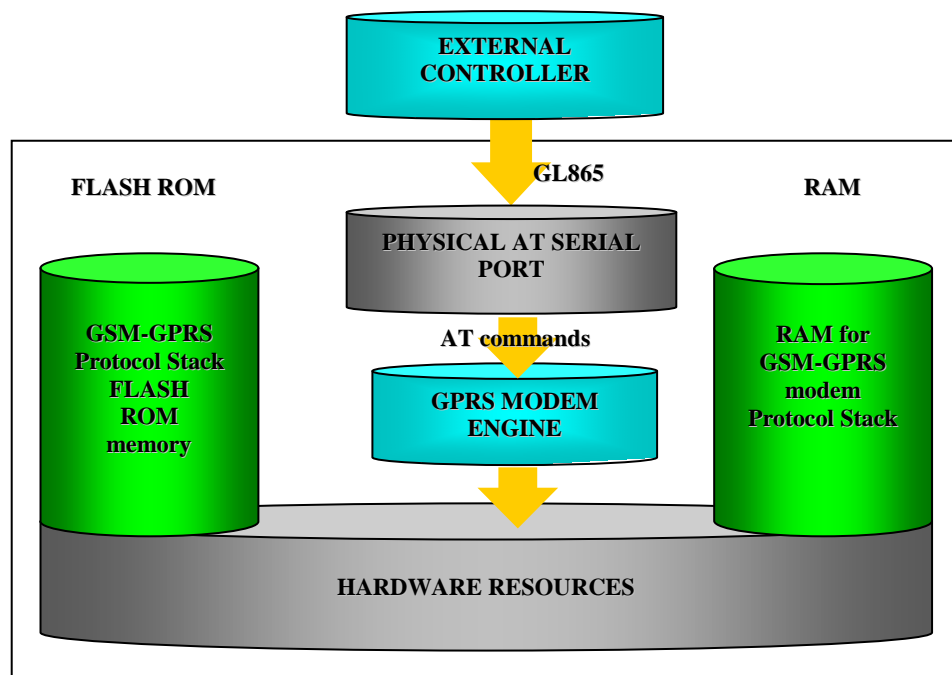 EXTERNAL
CONTROLLER
GL865
FLASH ROM
RAM
PHYSICAL AT SERIAL
PORT
GSM-GPRS
Protocol Stack
FLASH
ROM
memory
AT commands
RAM for
GSM-GPRS
modem
Protocol Stack
GPRS MODEM
ENGINE
HARDWARE RESOURCES